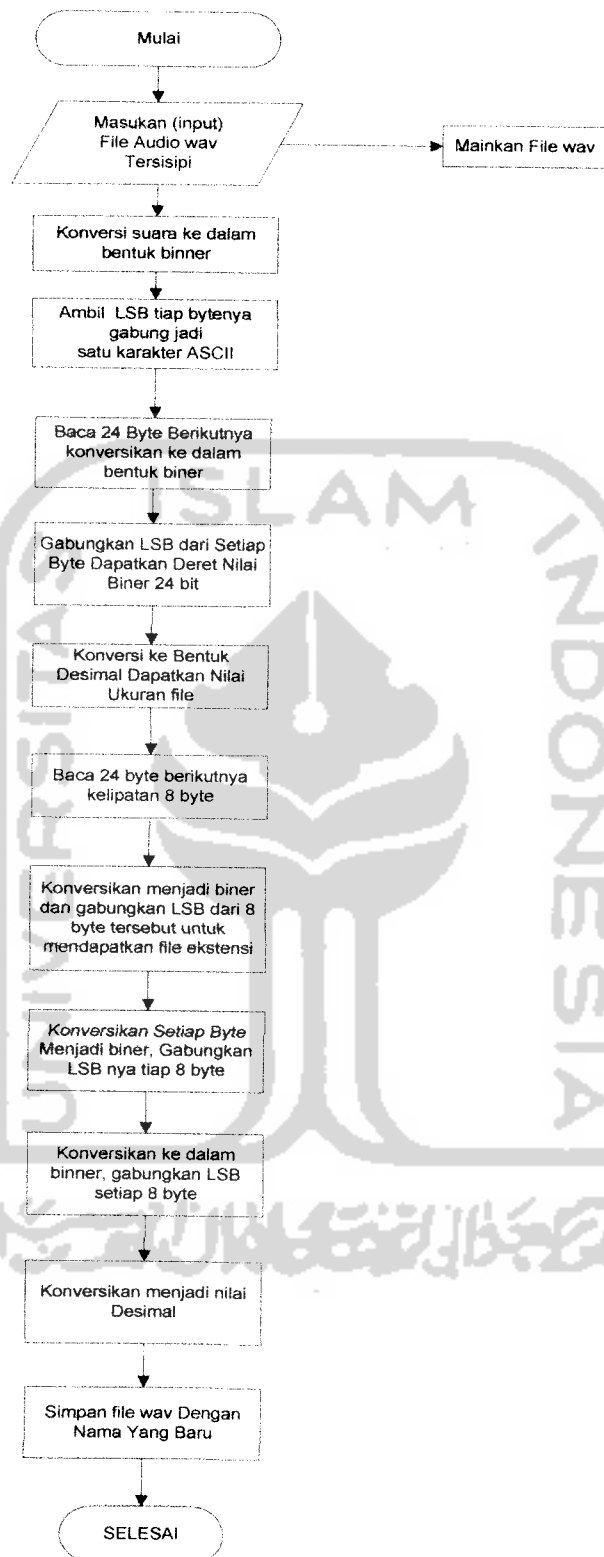 Mulai
Masukan (input)
File Audio wav
Tersisipi
Mainkan File wav
Konversi suara ke dalam
bentuk binner
Ambil LSB tiap bytenya
gabung jadi
satu karakter ASCII
Baca 24 Byte Berikutnya
konversikan ke dalam
bentuk biner
Gabungkan LSB dari Setiap
Byte Dapatkan Deret Nilai
Biner 24 bit
Konversi ke Bentuk
Desimal Dapatkan Nilai
Ukuran file
Baca 24 byte berikutnya
kelipatan 8 byte
Konversikan menjadi biner
dan gabungkan LSB dari 8
byte tersebut untuk
mendapatkan file ekstensi
Konversikan Setiap Byte
Menjadi biner, Gabungkan
LSB nya tiap 8 byte
Konversikan ke dalam
binner, gabungkan LSB
setiap 8 byte
Konversikan menjadi nilai
Desimal
Simpan file wav Dengan
Nama Yang Baru
SELESAI
UNIVERSITAS
ISLAM
INDONESIA